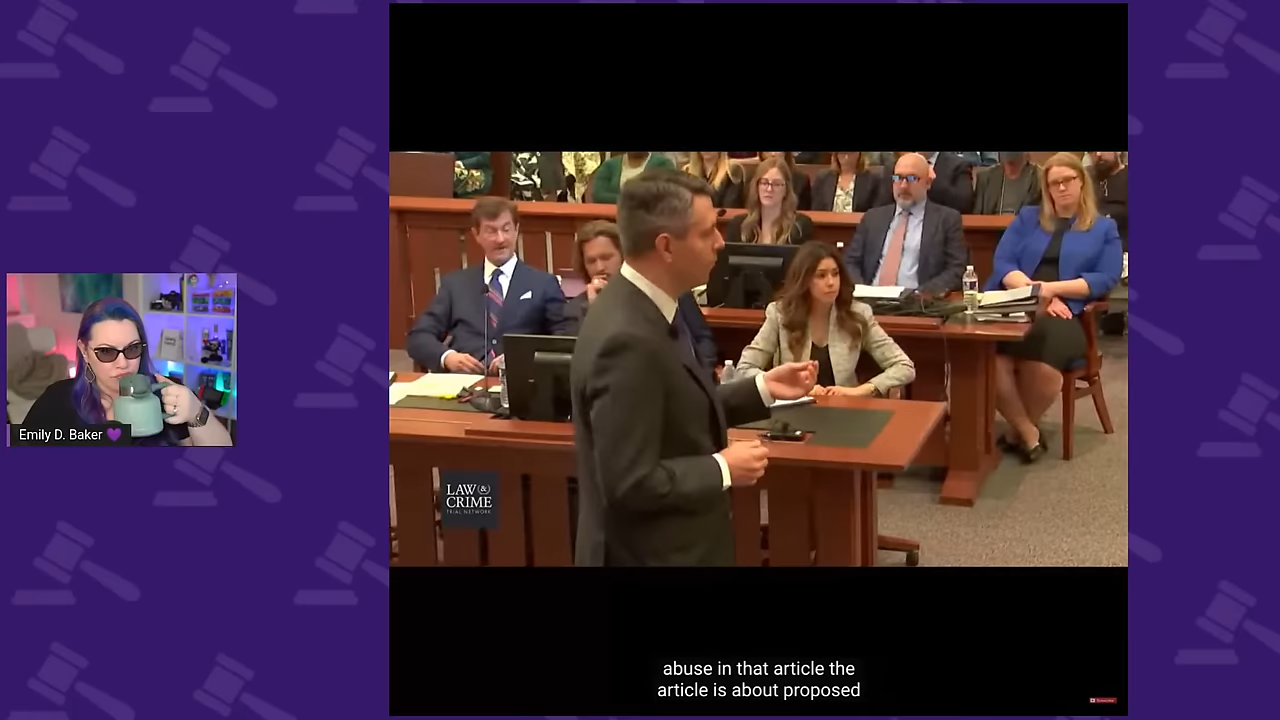 Emily D. Baker 💜
LAW &
CRIME
TRIAL NETWORK
abuse in that article the
article is about proposed